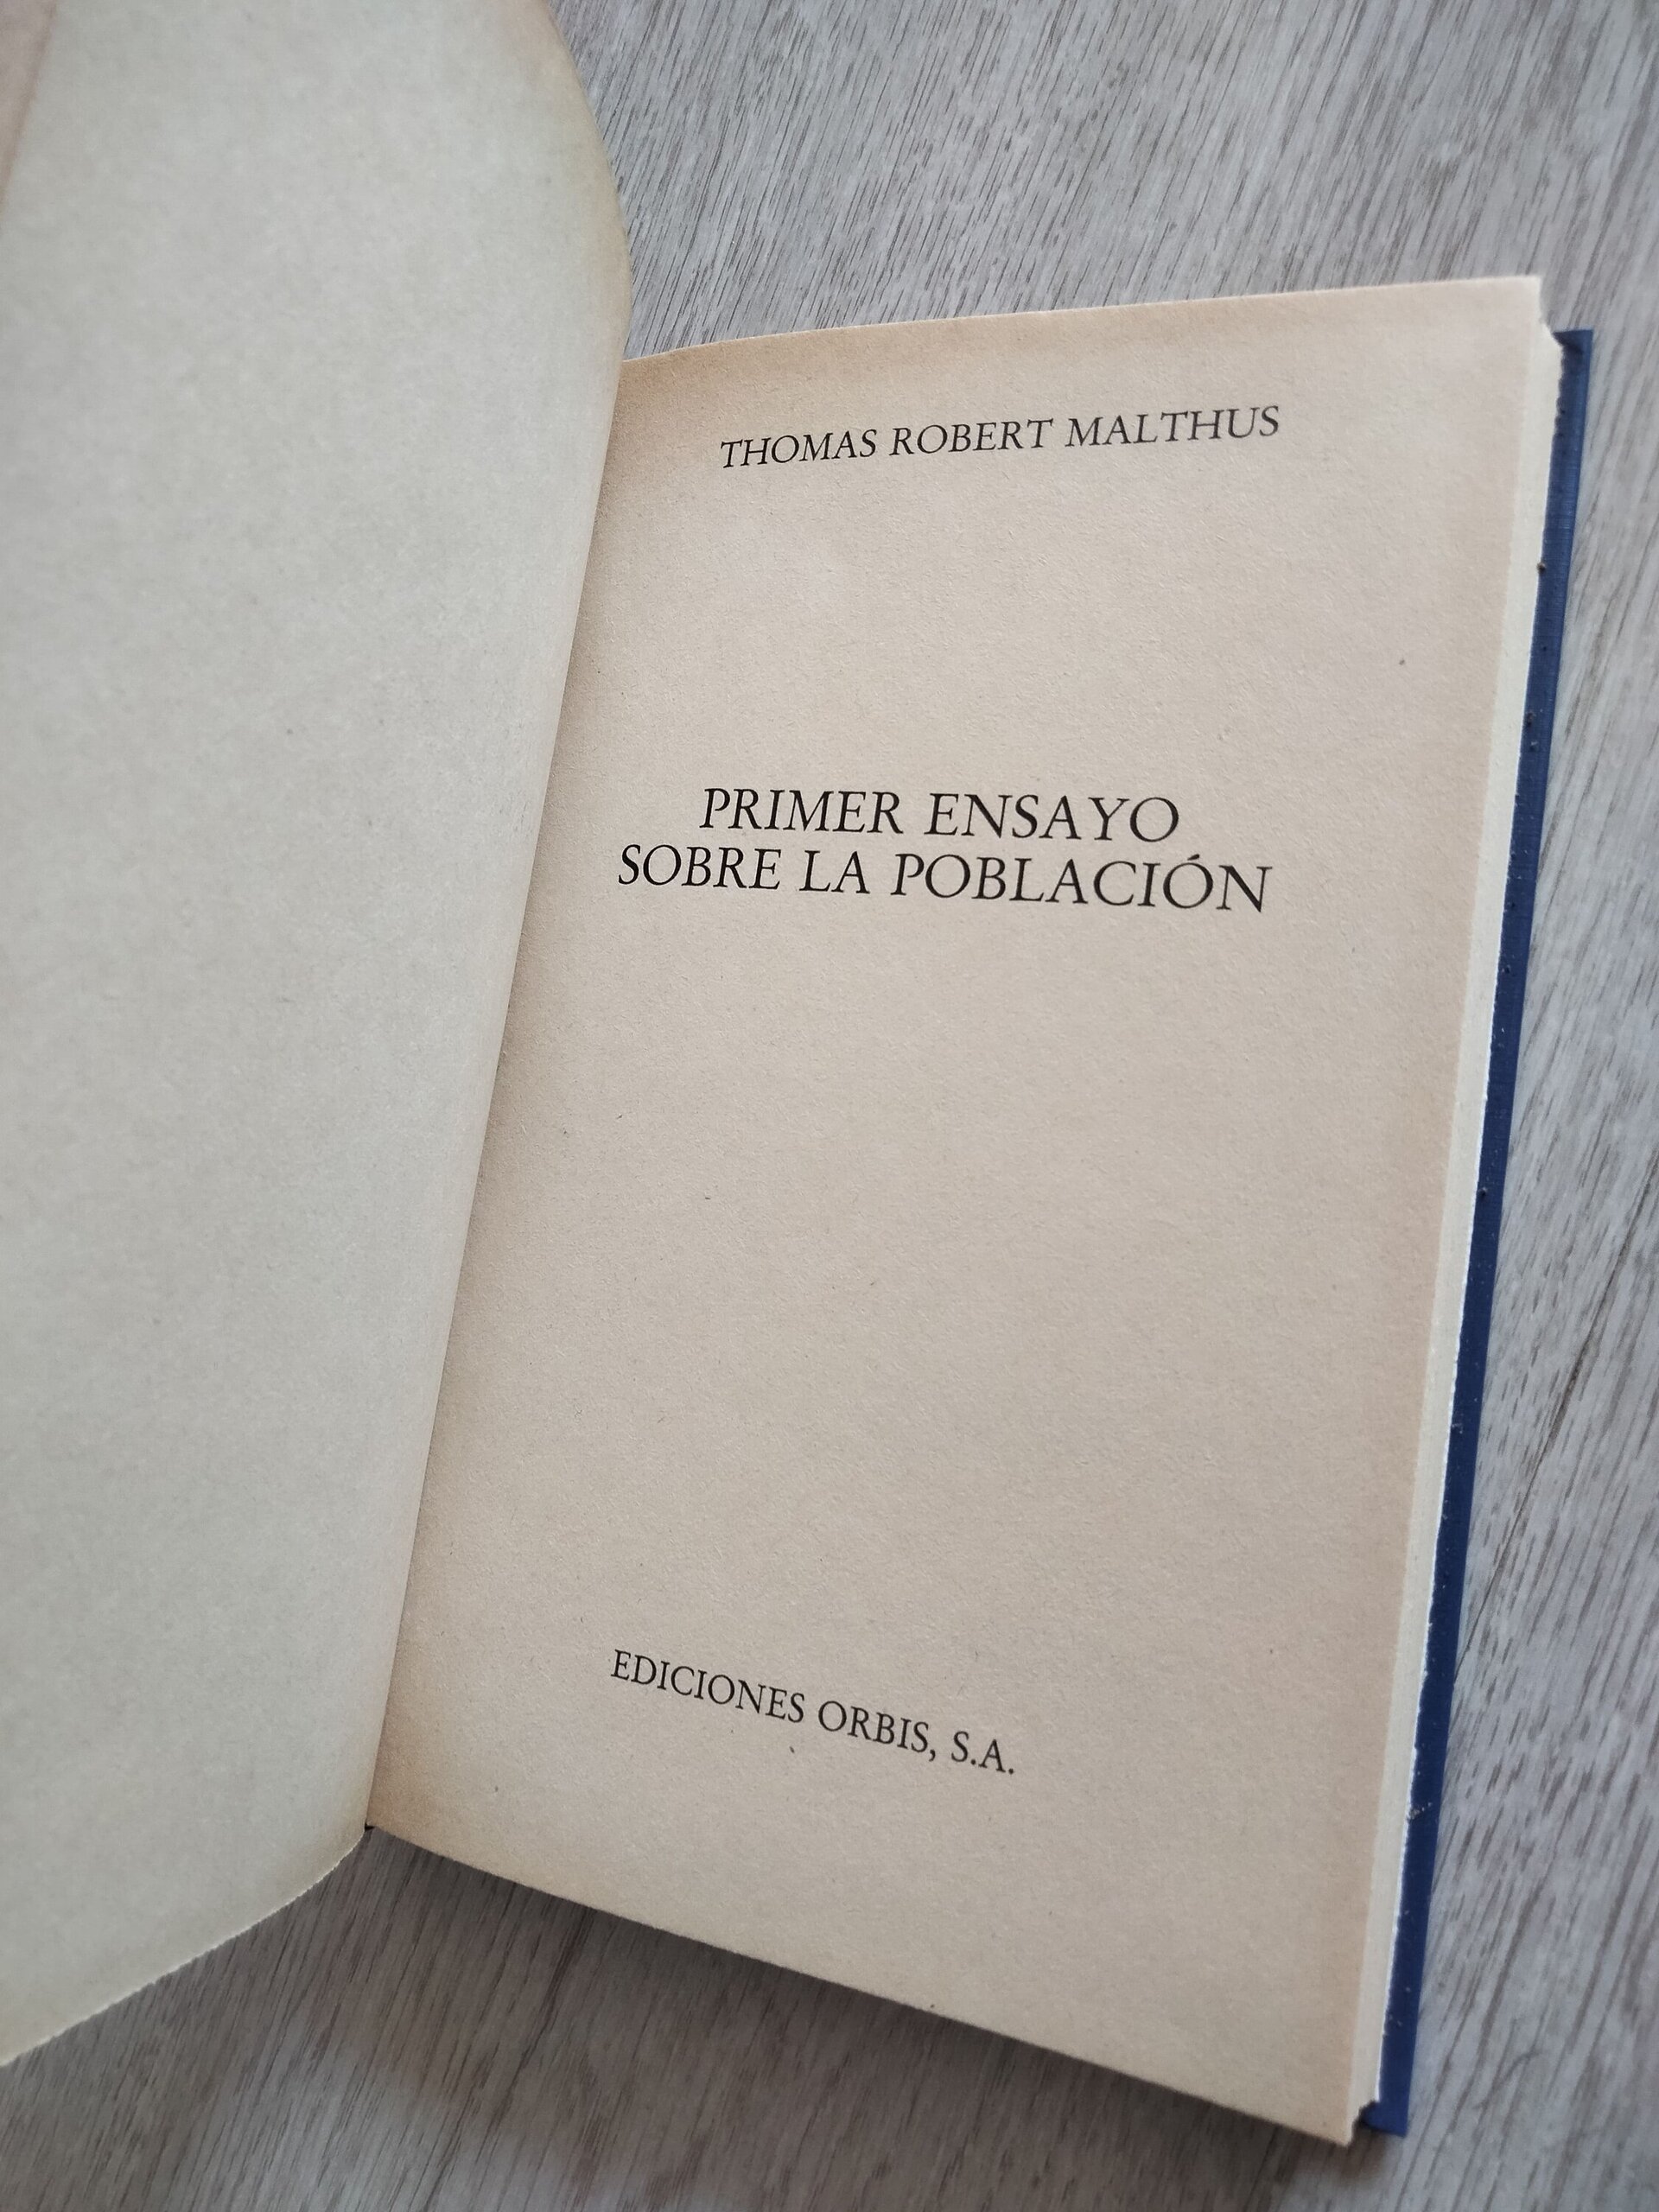 THOMAS ROBERT MALTHUS
PRIMER ENSAYO
SOBRE LA POBLACIÓN
EDICIONES ORBIS, S.A.